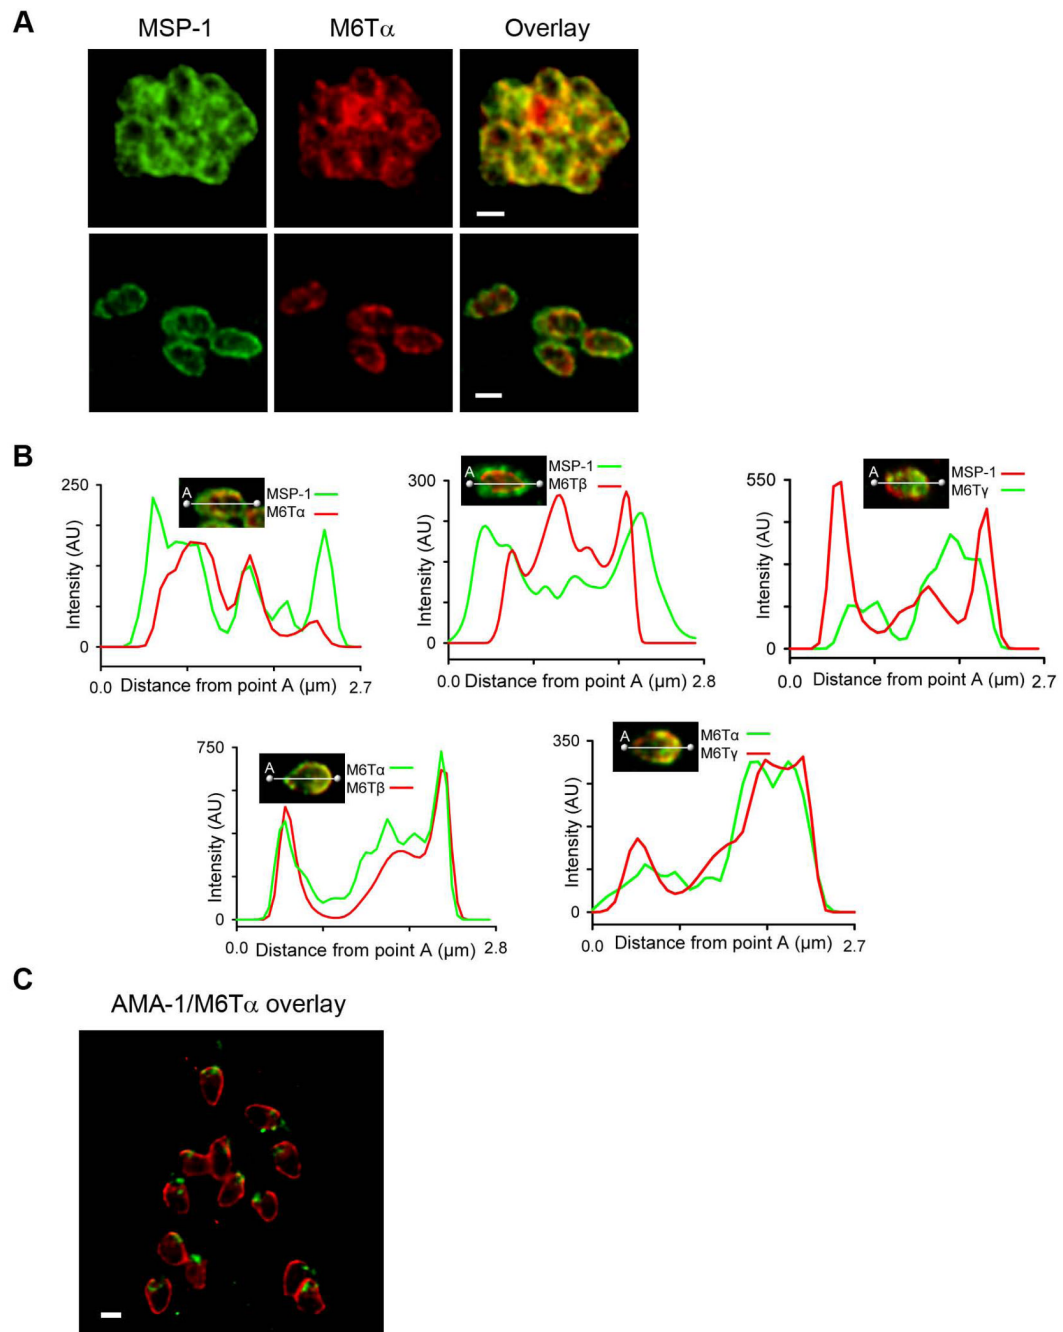 A
MSP-1 M6Tα Overlay
B
250
Intensity (AU)
0
A
MSP-1
M6Tα
0.0 Distance from point A (μm) 2.7
300
Intensity (AU)
0
A
MSP-1
M6Tβ
0.0 Distance from point A (μm) 2.8
550
Intensity (AU)
0
A
MSP-1
M6Tγ
0.0 Distance from point A (μm) 2.7
750
Intensity (AU)
0
A
M6Tα
M6Tβ
0.0 Distance from point A (μm) 2.8
350
Intensity (AU)
0
A
M6Tα
M6Tγ
0.0 Distance from point A (μm) 2.7
C
AMA-1/M6Tα overlay